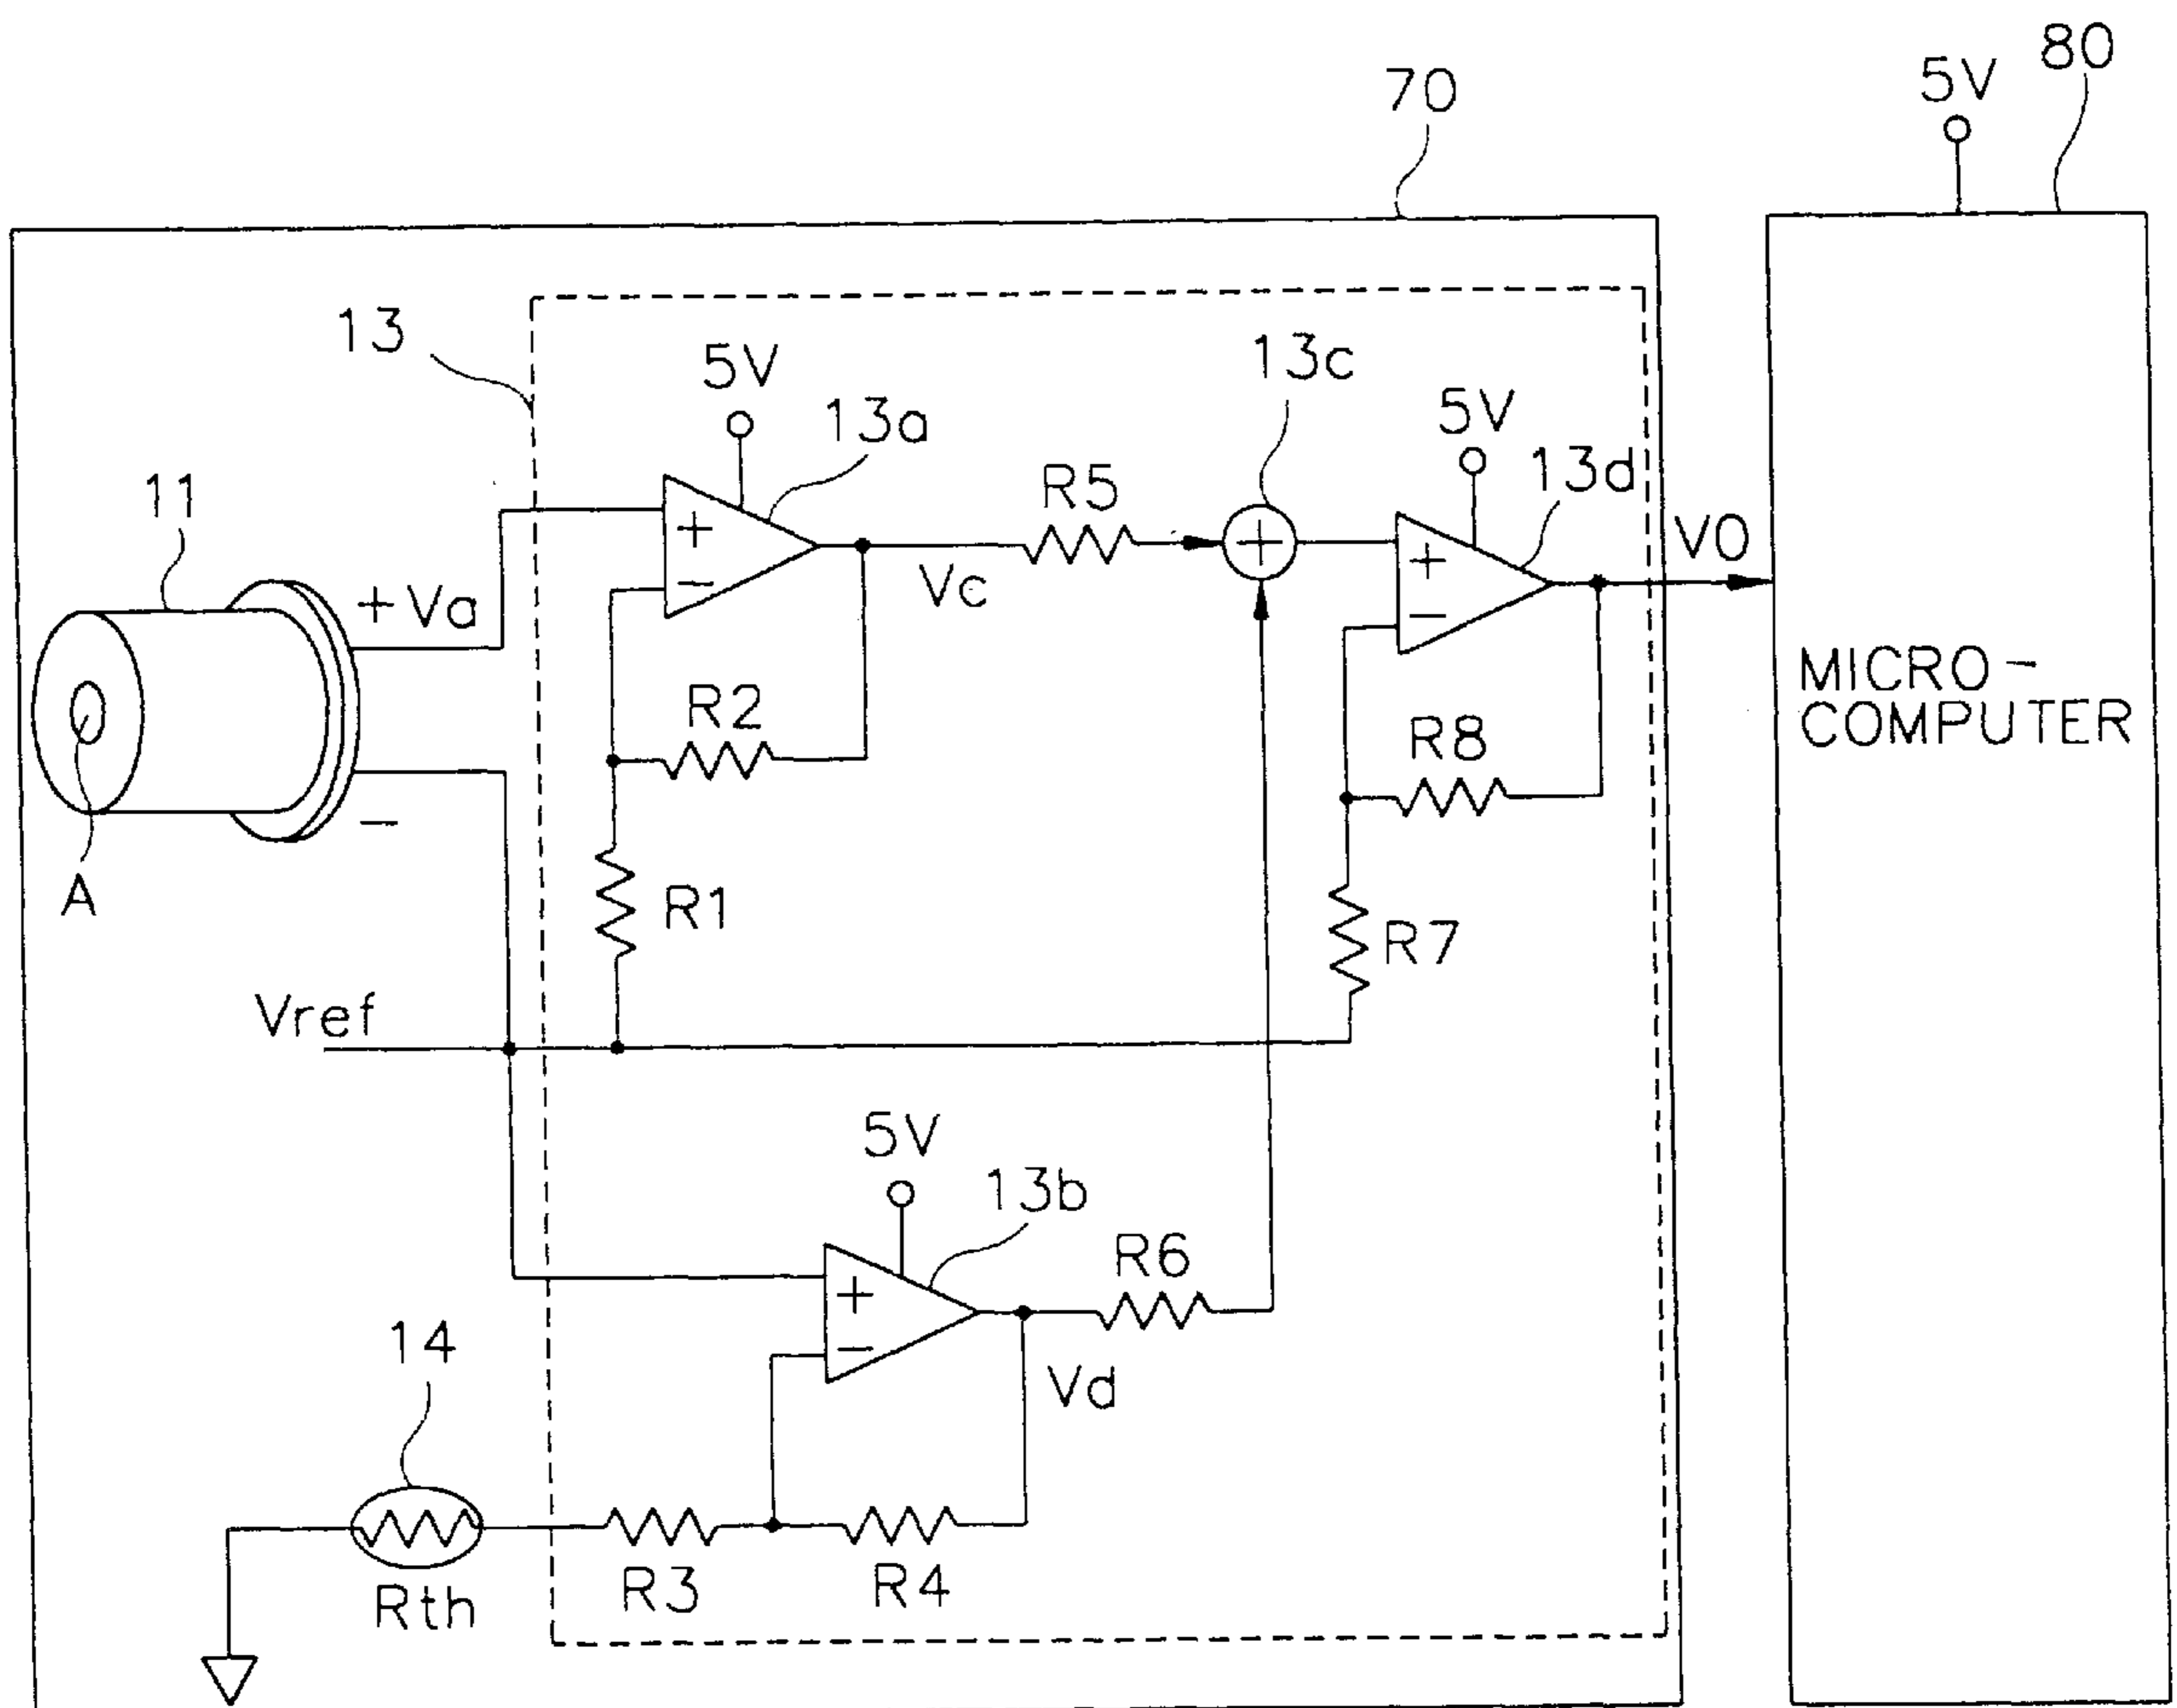 80
5V
70
13
5V
13a
13c
5V
13d
11
+Va
+
−
R5
Vc
+
+
−
V0
MICRO-
COMPUTER
R2
R8
−
A
R1
R7
Vref
5V
13b
+
−
R6
14
Vd
Rth
R3
R4